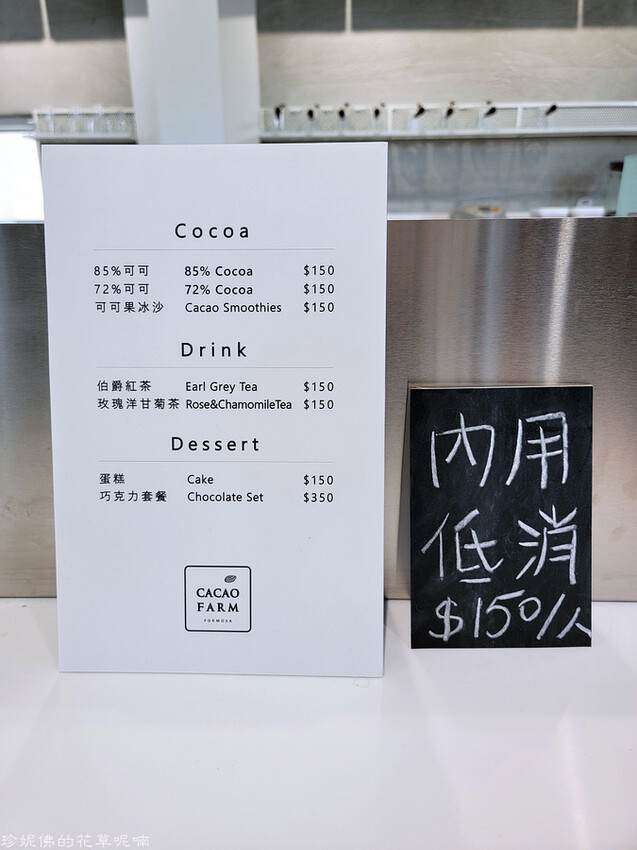 Cocoa
85%可可 85% Cocoa $150
72%可可 72% Cocoa $150
可可果冰沙 Cacao Smoothies $150
Drink
伯爵紅茶 Earl Grey Tea $150
玫瑰洋甘菊茶 Rose&ChamomileTea $150
Dessert
蛋糕 Cake $150
巧克力套餐 Chocolate Set $350
CACAO
FARM
FORMOSA
內用
低消
$150/人
珍妮佛的花草呢喃